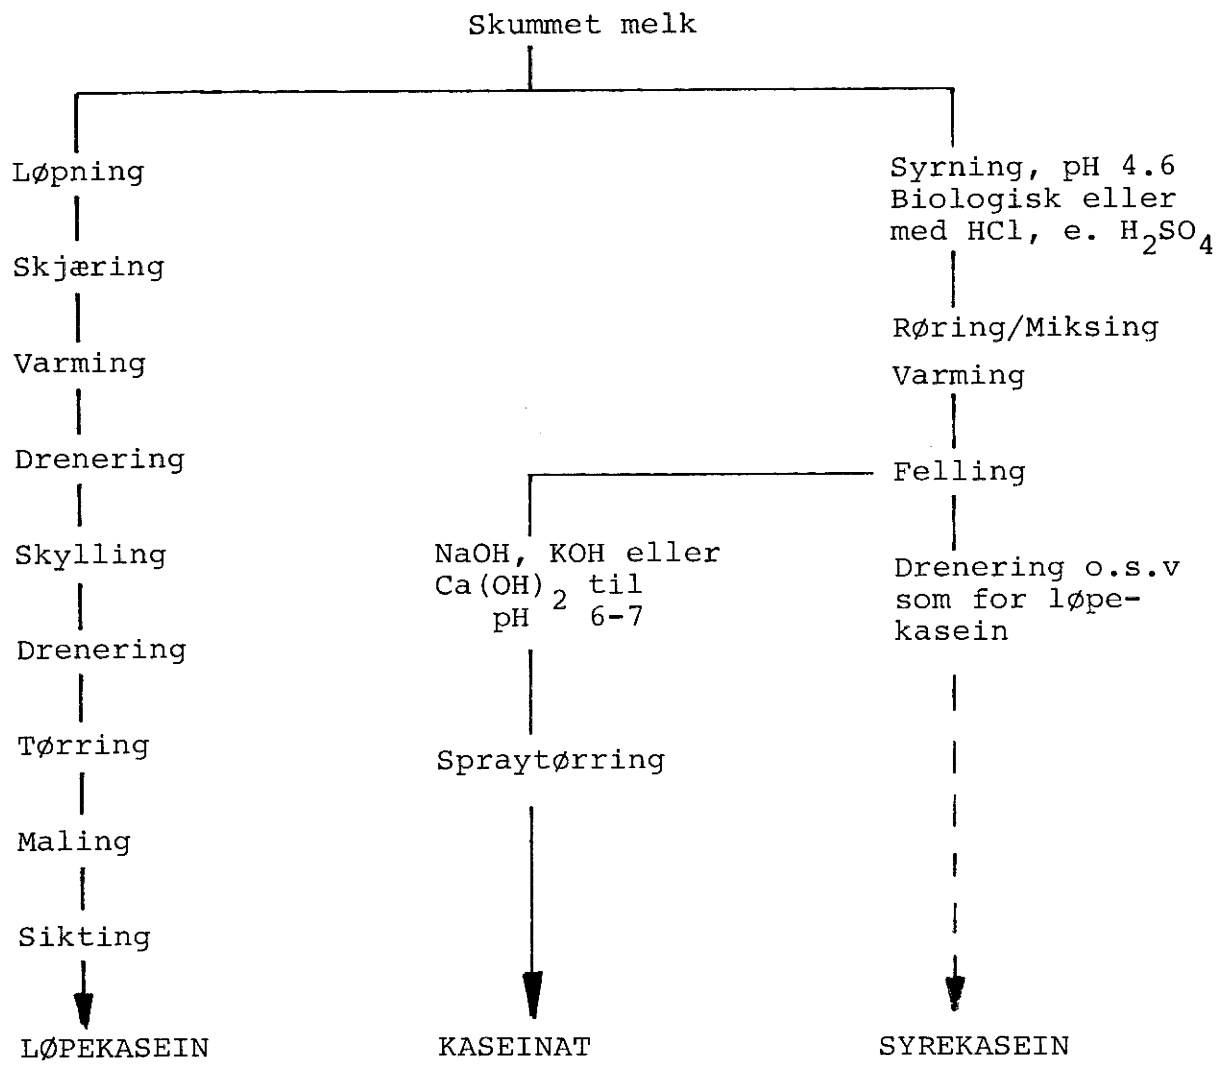 Skummet melk
Løpning
Skjæring
Varming
Drenering
Skylling
Drenering
Tørring
Maling
Sikting
LØPEKASEIN
Syrning, pH 4.6
Biologisk eller
med HCl, e. H2SO4
Røring/Miksing
Varming
Felling
NaOH, KOH eller
Ca(OH)2 til
pH 6-7
Spraytørring
KASEINAT
Drenering o.s.v
som for løpe-
kasein
SYREKASEIN